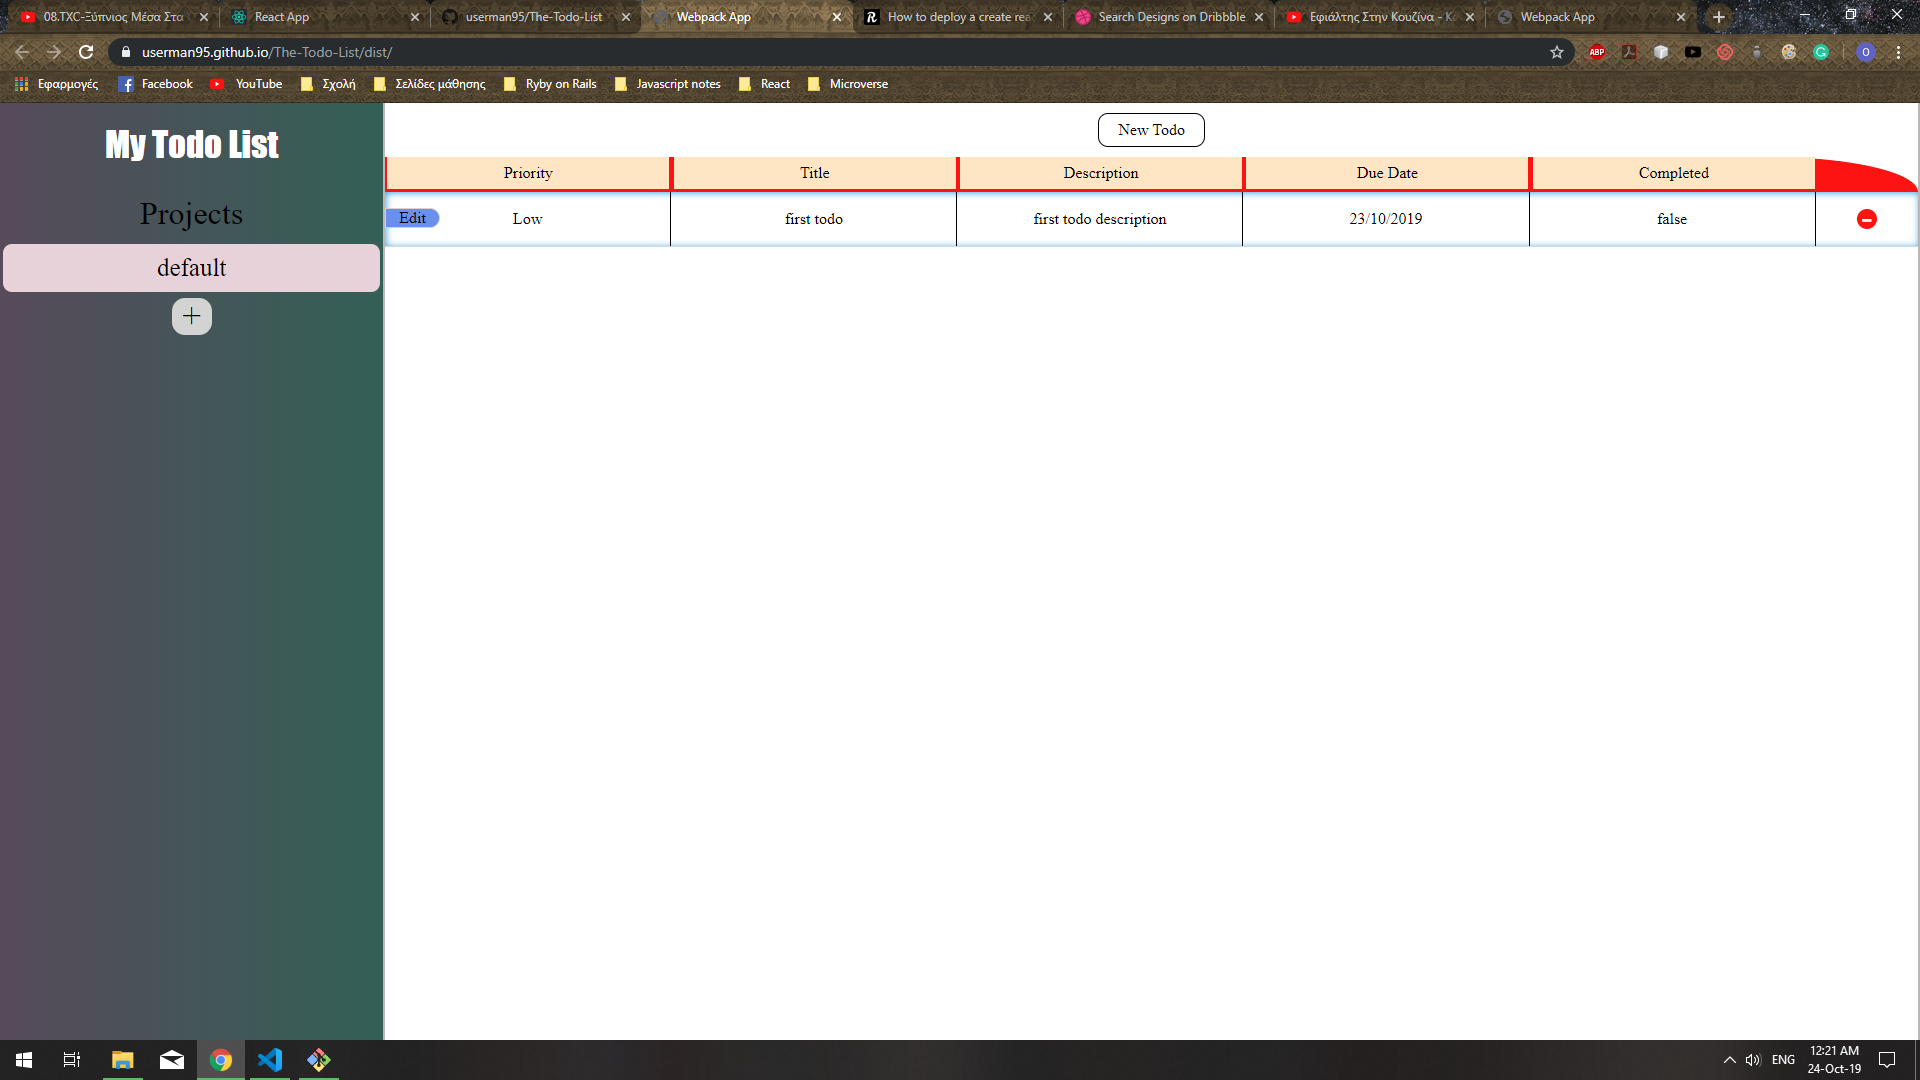 08.TXC-Ξύπνιος Μέσα Στα
React App
userman95/The-Todo-List
Webpack App
How to deploy a create rea
Search Designs on Dribbble
Εφιάλτης Στην Κουζίνα - Κ
Webpack App
userman95.github.io/The-Todo-List/dist/
ABP
G
O
Εφαρμογές
Facebook
YouTube
Σχολή
Σελίδες μάθησης
Ryby on Rails
Javascript notes
React
Microverse
My Todo List
Projects
default
+
New Todo
Priority Title Description Due Date Completed
Edit Low first todo first todo description 23/10/2019 false
ENG
12:21 AM
24-Oct-19